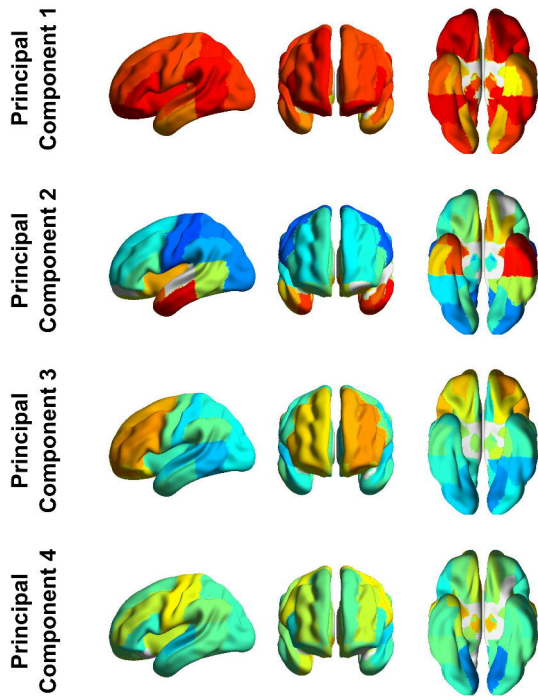 Principal
Component 1
Principal
Component 2
Principal
Component 3
Principal
Component 4